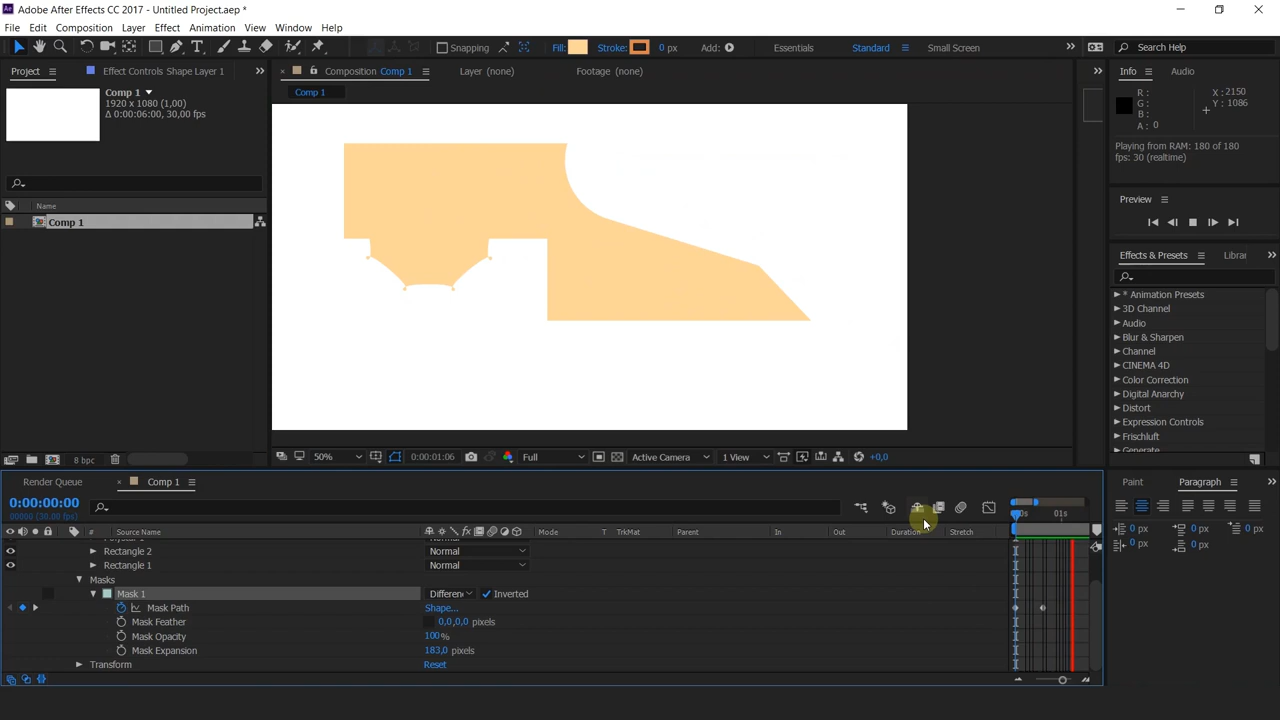 Adobe After Effects CC 2017 - Untitled Project.aep *
File Edit Composition Layer Effect Animation View Window Help
Snapping Fill: Stroke: 0 px Add: Essentials Standard Small Screen Search Help
Project Effect Controls Shape Layer 1 Composition Comp 1 Layer (none) Footage (none) Info Audio
Comp 1
1920 x 1080 (1,00)
Δ 0:00:06:00, 30,00 fps
Comp 1
R:
G:
B:
A: 0
X: 2150
Y: 1086
Playing from RAM: 180 of 180
fps: 30 (realtime)
Preview
Name
Comp 1
Effects & Presets Librar
* Animation Presets
3D Channel
Audio
Blur & Sharpen
Channel
CINEMA 4D
Color Correction
Digital Anarchy
Distort
Expression Controls
Frischluft
Generate
8 bpc 50% 0:00:01:06 Full Active Camera 1 View +0,0
Render Queue Comp 1 Paint Paragraph
0:00:00:00
00000 (30.00 fps)
01s
# Source Name Mode T TrkMat Parent In Out Duration Stretch
0 px 0 px 0 px
0 px 0 px
Rectangle 2 Normal
Rectangle 1 Normal
Masks
Mask 1 Differen Inverted
Mask Path Shape...
Mask Feather 0,0,0,0 pixels
Mask Opacity 100 %
Mask Expansion 183,0 pixels
Transform Reset